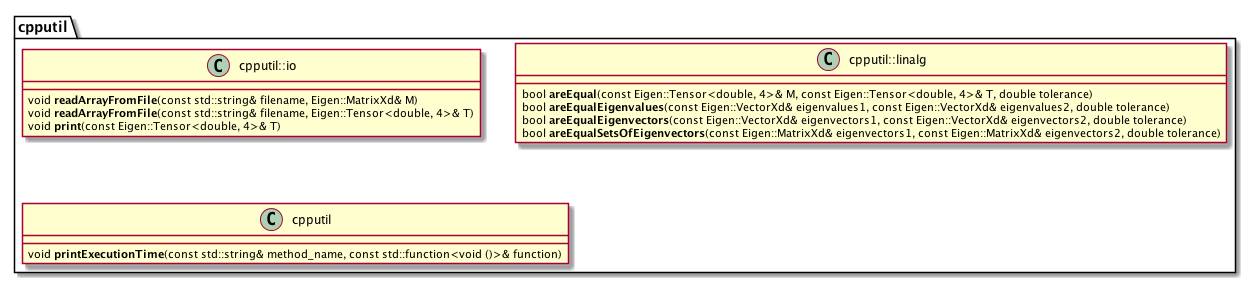 cpputil
C cpputil::io
void readArrayFromFile(const std::string& filename, Eigen::MatrixXd& M)
void readArrayFromFile(const std::string& filename, Eigen::Tensor<double, 4>& T)
void print(const Eigen::Tensor<double, 4>& T)
C cpputil::linalg
bool areEqual(const Eigen::Tensor<double, 4>& M, const Eigen::Tensor<double, 4>& T, double tolerance)
bool areEqualEigenvalues(const Eigen::VectorXd& eigenvalues1, const Eigen::VectorXd& eigenvalues2, double tolerance)
bool areEqualEigenvectors(const Eigen::VectorXd& eigenvectors1, const Eigen::VectorXd& eigenvectors2, double tolerance)
bool areEqualSetsOfEigenvectors(const Eigen::MatrixXd& eigenvectors1, const Eigen::MatrixXd& eigenvectors2, double tolerance)
C cpputil
void printExecutionTime(const std::string& method_name, const std::function<void ()>& function)